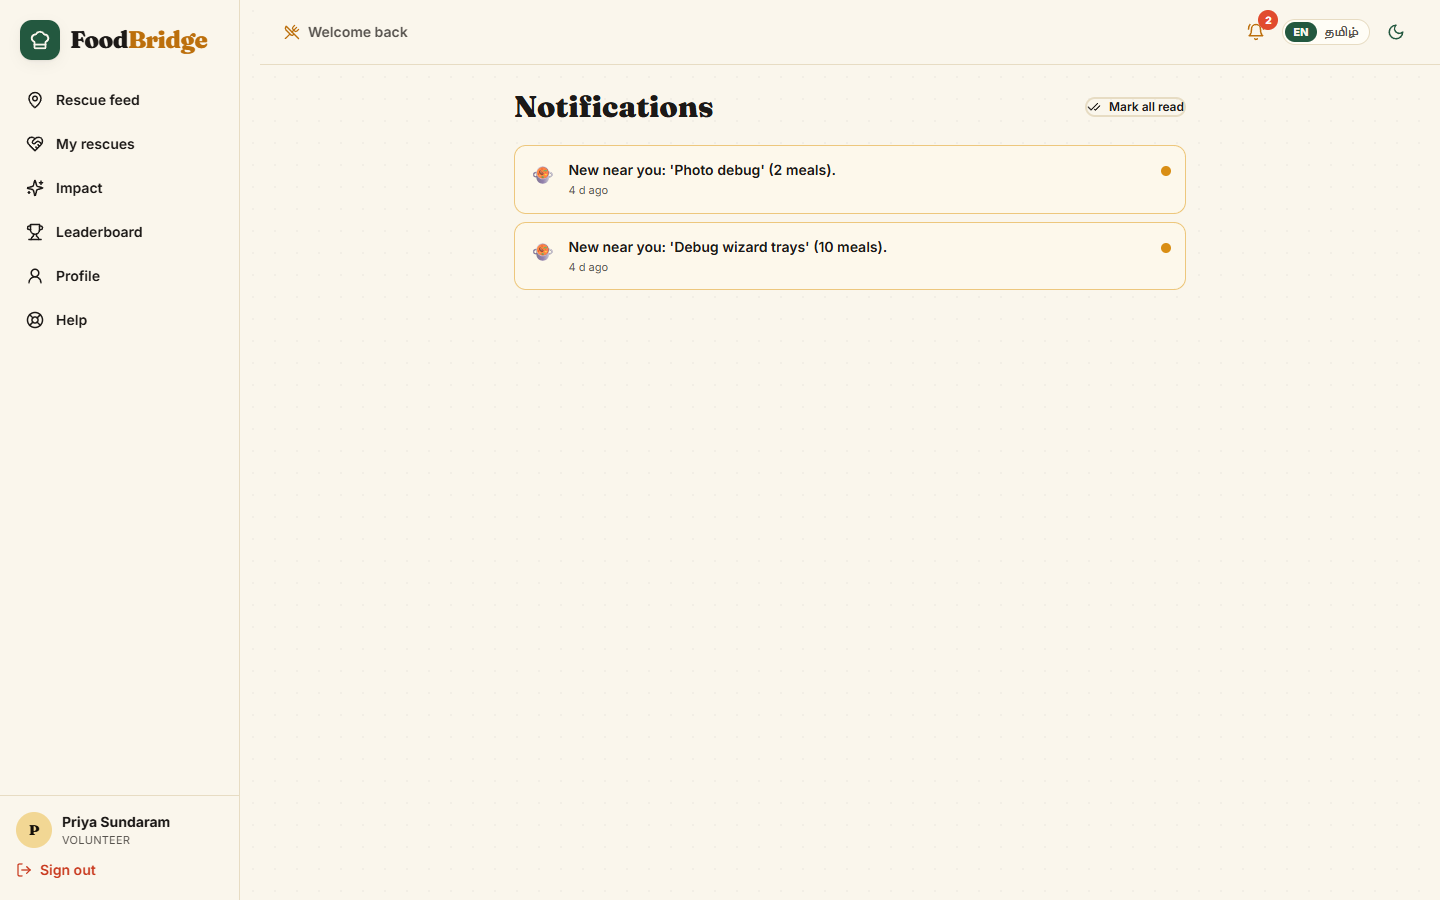 FoodBridge
Rescue feed
My rescues
Impact
Leaderboard
Profile
Help
P
Priya Sundaram
VOLUNTEER
Sign out
Welcome back
2
EN
தமிழ்
Notifications
Mark all read
New near you: 'Photo debug' (2 meals).
4 d ago
New near you: 'Debug wizard trays' (10 meals).
4 d ago